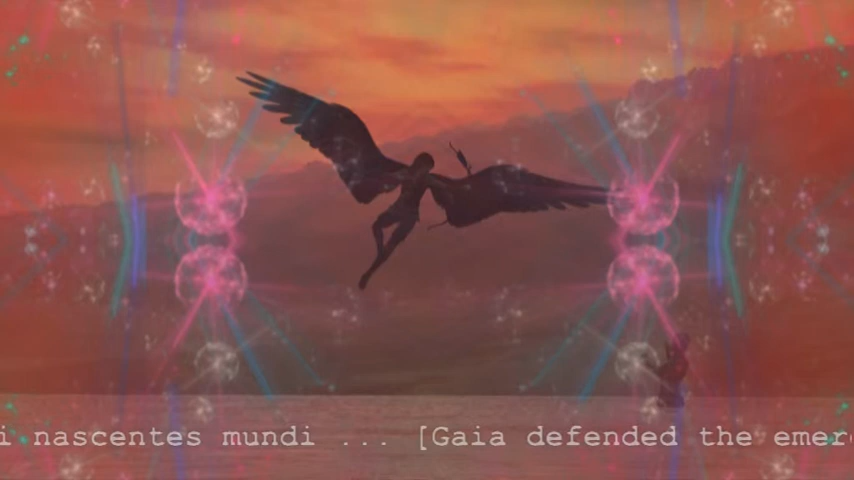 i nascentes mundi ... [Gaia defended the emer